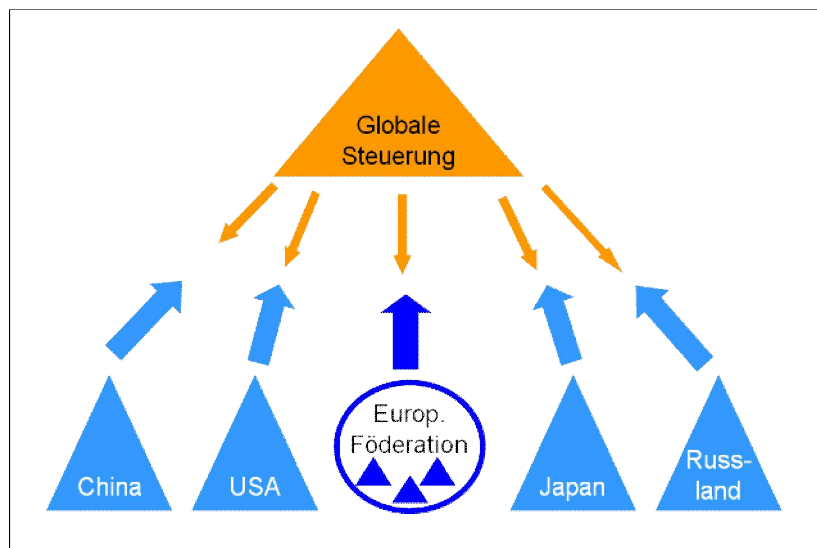 Globale
Steuerung
Europ.
Föderation
China
USA
Japan
Russ-
land